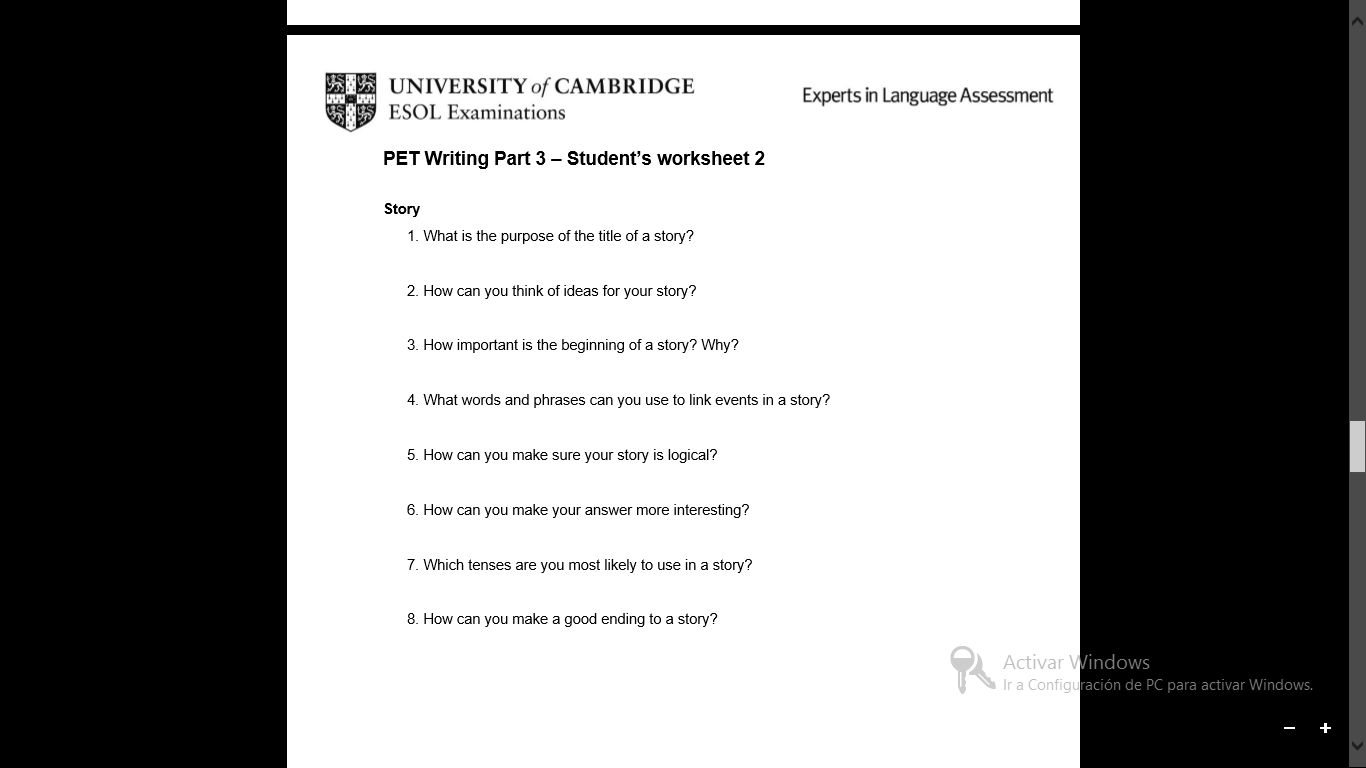 UNIVERSITY of CAMBRIDGE
ESOL Examinations
Experts in Language Assessment
PET Writing Part 3 – Student's worksheet 2
Story
1. What is the purpose of the title of a story?
2. How can you think of ideas for your story?
3. How important is the beginning of a story? Why?
4. What words and phrases can you use to link events in a story?
5. How can you make sure your story is logical?
6. How can you make your answer more interesting?
7. Which tenses are you most likely to use in a story?
8. How can you make a good ending to a story?
Activar Windows
Ir a Configuración de PC para activar Windows.